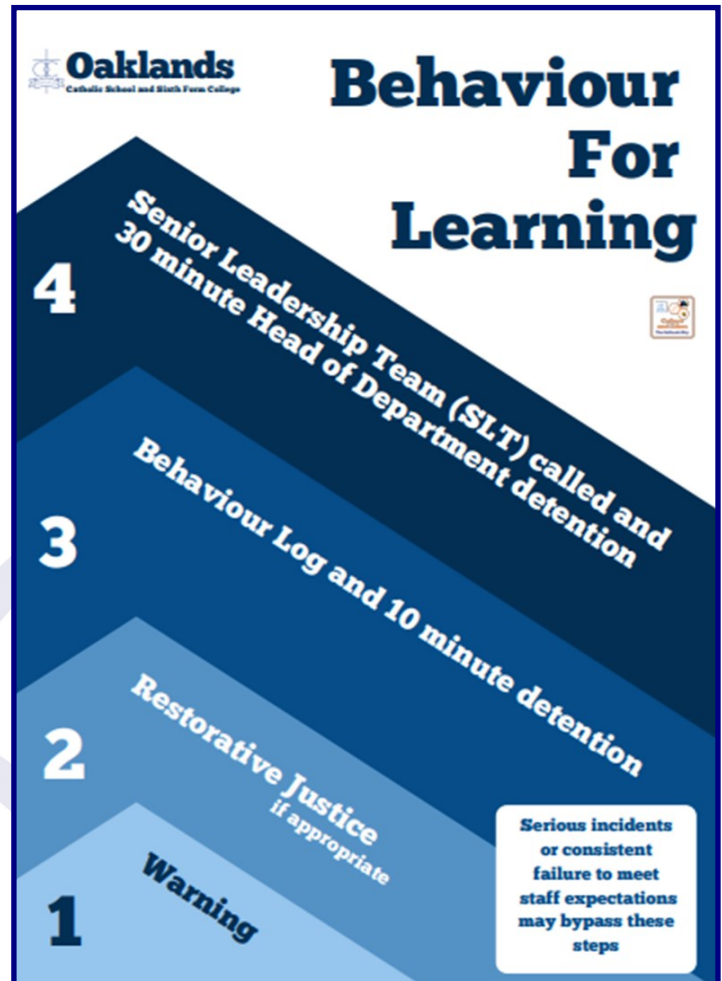 Oaklands
Catholic School and Sixth Form College
Behaviour
For
Learning
4
Senior Leadership Team (SLT) called and
30 minute Head of Department detention
3
Behaviour Log and 10 minute detention
2
Restorative Justice
if appropriate
1
Warning
Serious incidents
or consistent
failure to meet
staff expectations
may bypass these
steps